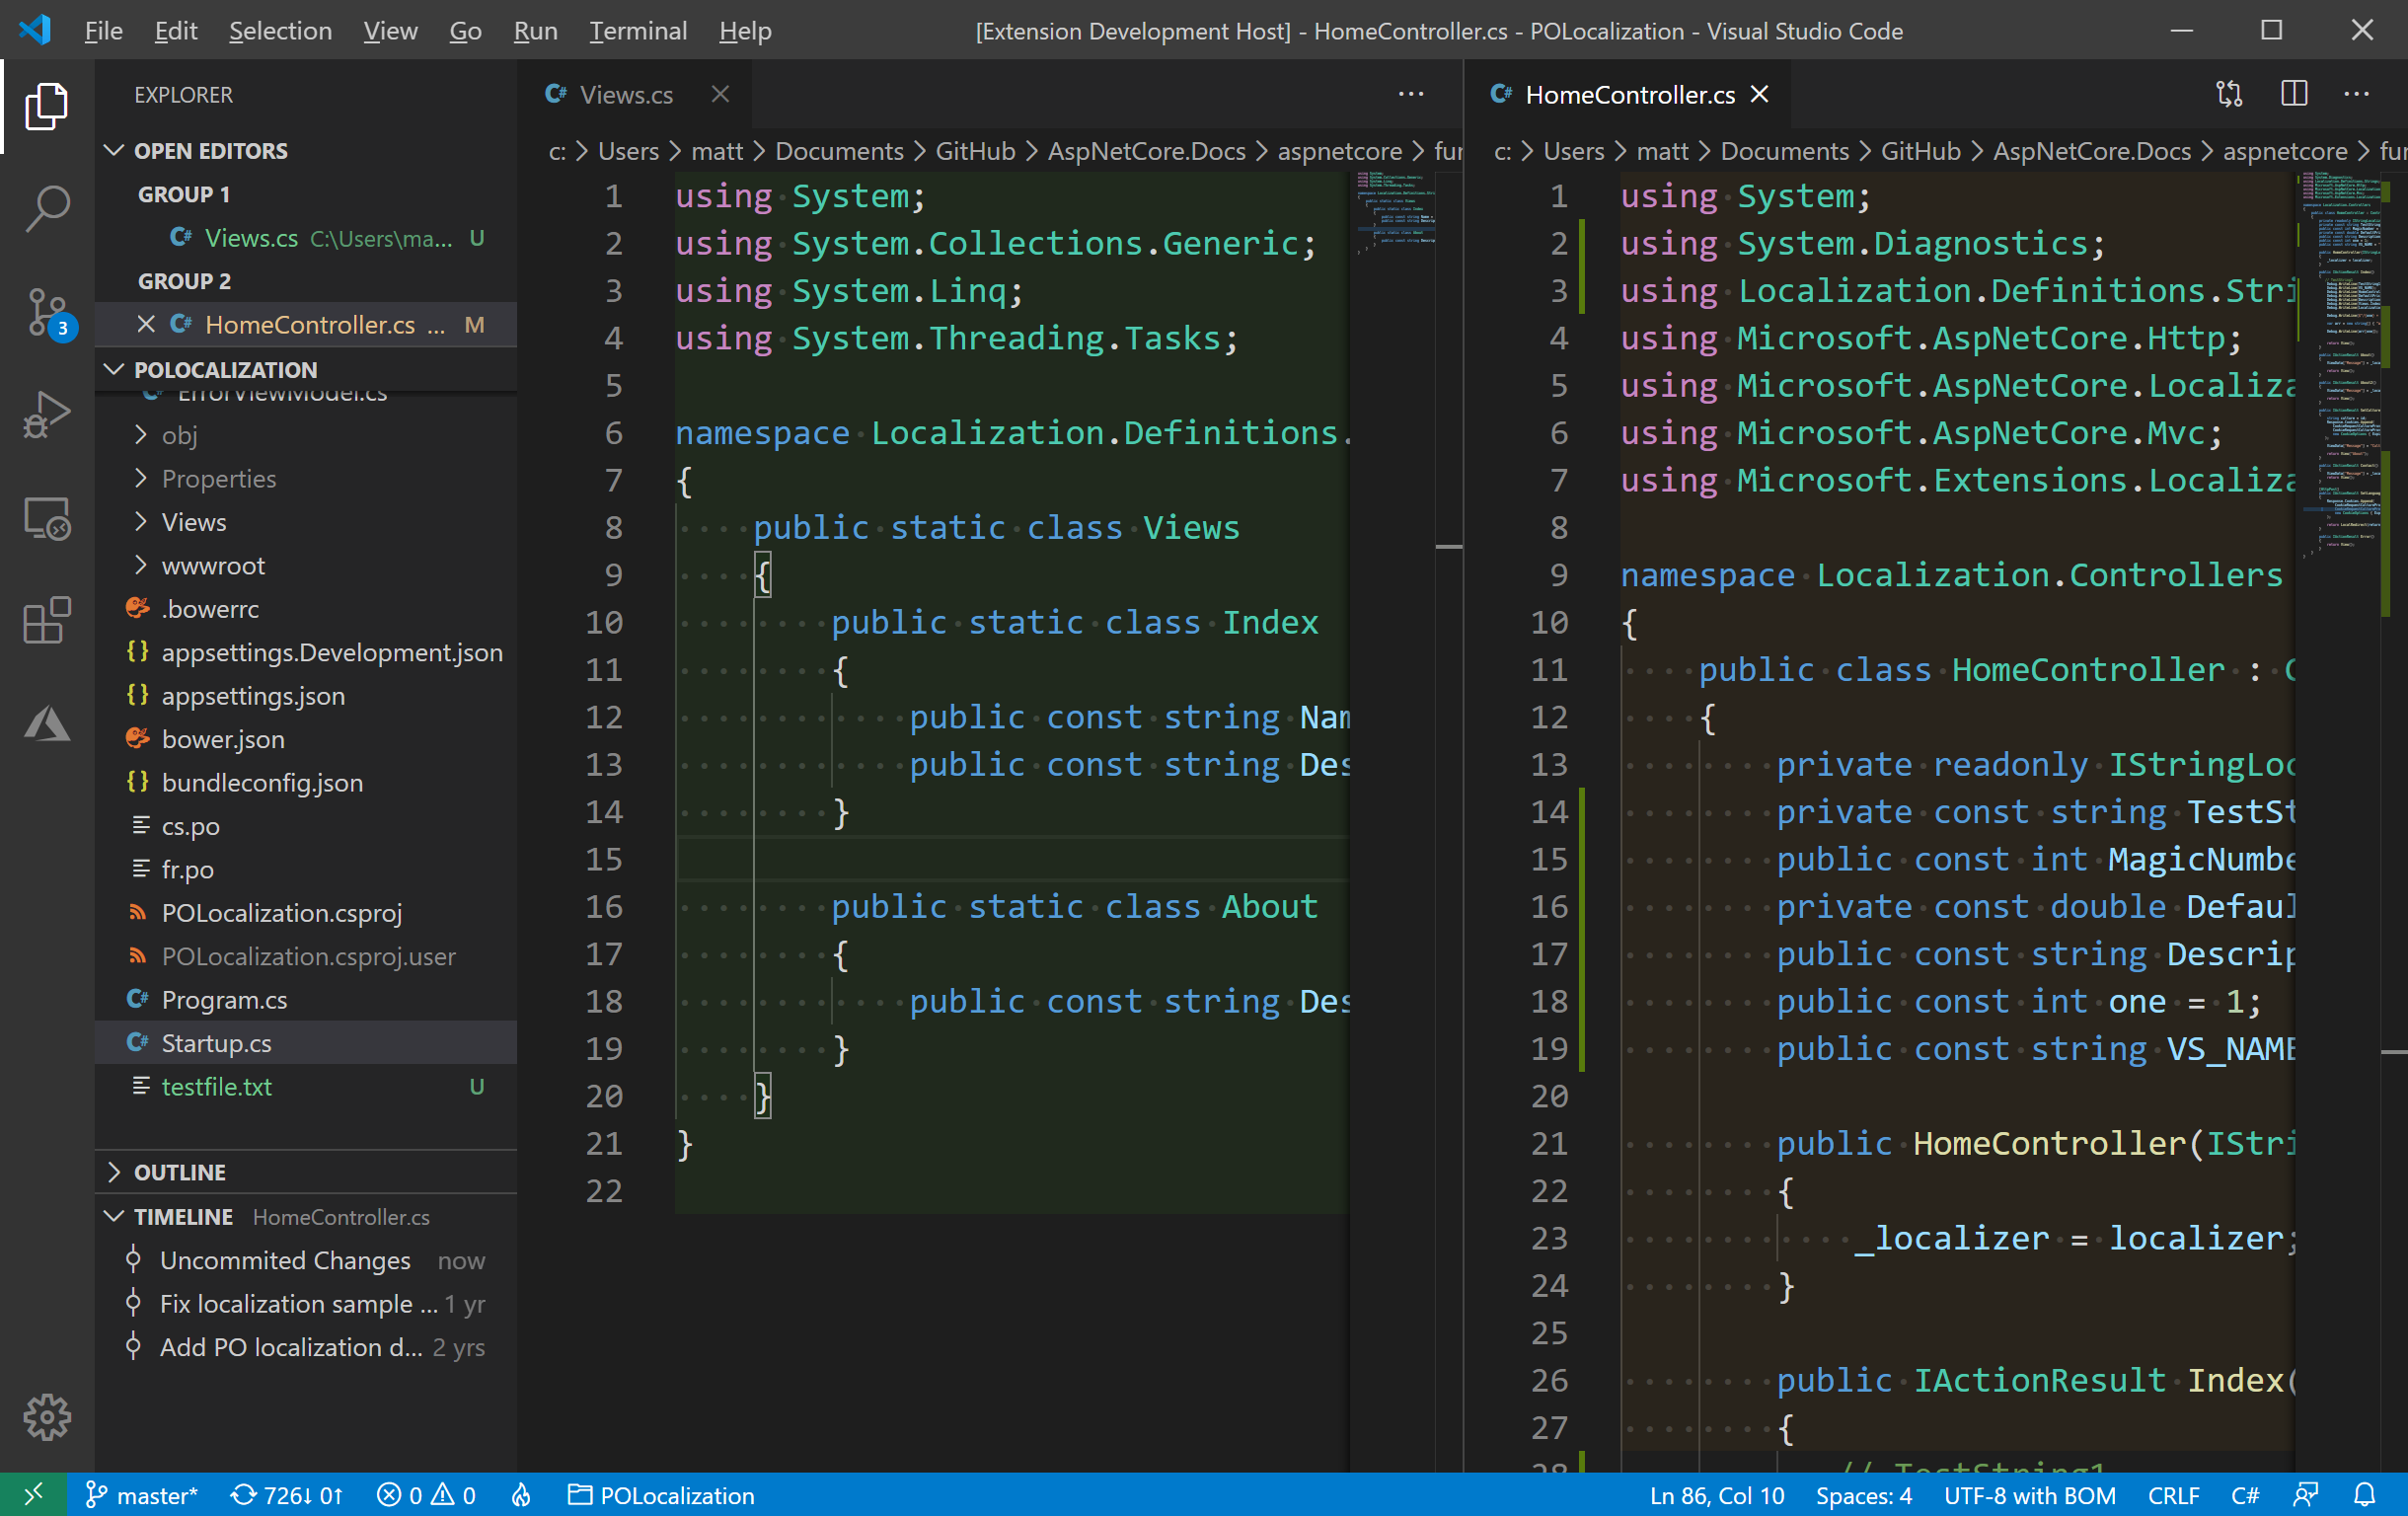 File Edit Selection View Go Run Terminal Help
[Extension Development Host] - HomeController.cs - POLocalization - Visual Studio Code
EXPLORER
OPEN EDITORS
GROUP 1
C# Views.cs C:\Users\ma... U
GROUP 2
C# HomeController.cs ... M
POLOCALIZATION
ErrorViewModel.cs
obj
Properties
Views
wwwroot
.bowerrc
{} appsettings.Development.json
{} appsettings.json
bower.json
{} bundleconfig.json
cs.po
fr.po
POLocalization.csproj
POLocalization.csproj.user
C# Program.cs
C# Startup.cs
testfile.txt U
OUTLINE
TIMELINE HomeController.cs
Uncommited Changes now
Fix localization sample ... 1 yr
Add PO localization d... 2 yrs
3
C# Views.cs
c: > Users > matt > Documents > GitHub > AspNetCore.Docs > aspnetcore > fur
1 using System;
2 using System.Collections.Generic;
3 using System.Linq;
4 using System.Threading.Tasks;
5
6 namespace Localization.Definitions.
7 {
8 public static class Views
9 {
10 public static class Index
11 {
12 public const string Nam
13 public const string Des
14 }
15
16 public static class About
17 {
18 public const string Des
19 }
20 }
21 }
22
C# HomeController.cs
c: > Users > matt > Documents > GitHub > AspNetCore.Docs > aspnetcore > fur
1 using System;
2 using System.Diagnostics;
3 using Localization.Definitions.Stri
4 using Microsoft.AspNetCore.Http;
5 using Microsoft.AspNetCore.Localiza
6 using Microsoft.AspNetCore.Mvc;
7 using Microsoft.Extensions.Localiza
8
9 namespace Localization.Controllers
10 {
11 public class HomeController : C
12 {
13 private readonly IStringLoc
14 private const string TestSt
15 public const int MagicNumbe
16 private const double Defaul
17 public const string Descrip
18 public const int one = 1;
19 public const string VS_NAME
20
21 public HomeController(IStri
22 {
23 _localizer = localizer;
24 }
25
26 public IActionResult Index(
27 {
28 // TestString1
master* 726↓ 0↑ 0 0 POLocalization
Ln 86, Col 10 Spaces: 4 UTF-8 with BOM CRLF C#